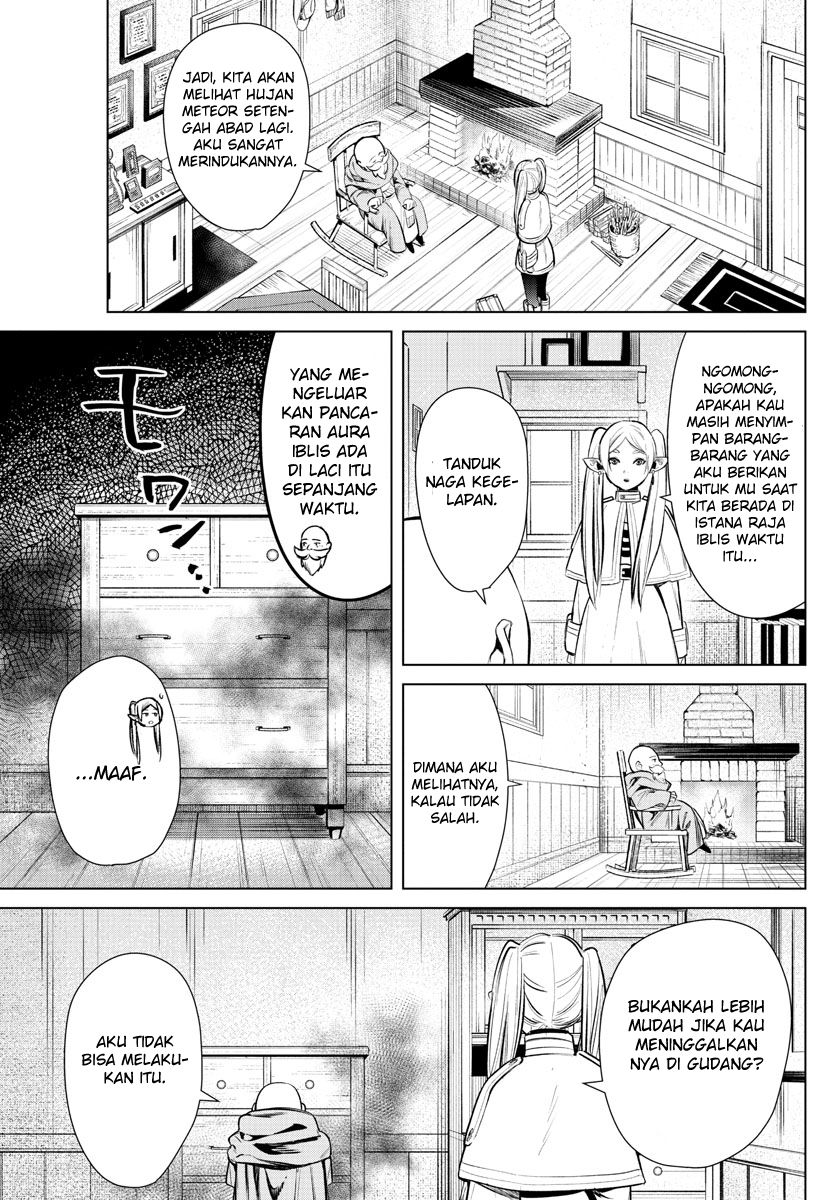 JADI, KITA AKAN
MELIHAT HUJAN
METEOR SETEN-
GAH ABAD LAGI.
AKU SANGAT
MERINDUKANNYA.
NGOMONG-
NGOMONG,
APAKAH KAU
MASIH MENYIM-
PAN BARANG-
BARANG YANG
AKU BERIKAN
UNTUK MU SAAT
KITA BERADA DI
ISTANA RAJA
IBLIS WAKTU
ITU...
TANDUK
NAGA KEGE-
LAPAN.
DIMANA AKU
MELIHATNYA,
KALAU TIDAK
SALAH.
YANG ME-
NGELUAR
KAN PANCA-
RAN AURA
IBLIS ADA
DI LACI ITU
SEPANJANG
WAKTU.
モワ
...MAAF.
BUKANKAH LEBIH
MUDAH JIKA KAU
MENINGGALKAN
NYA DI GUDANG?
AKU TIDAK
BISA MELAKU-
KAN ITU.